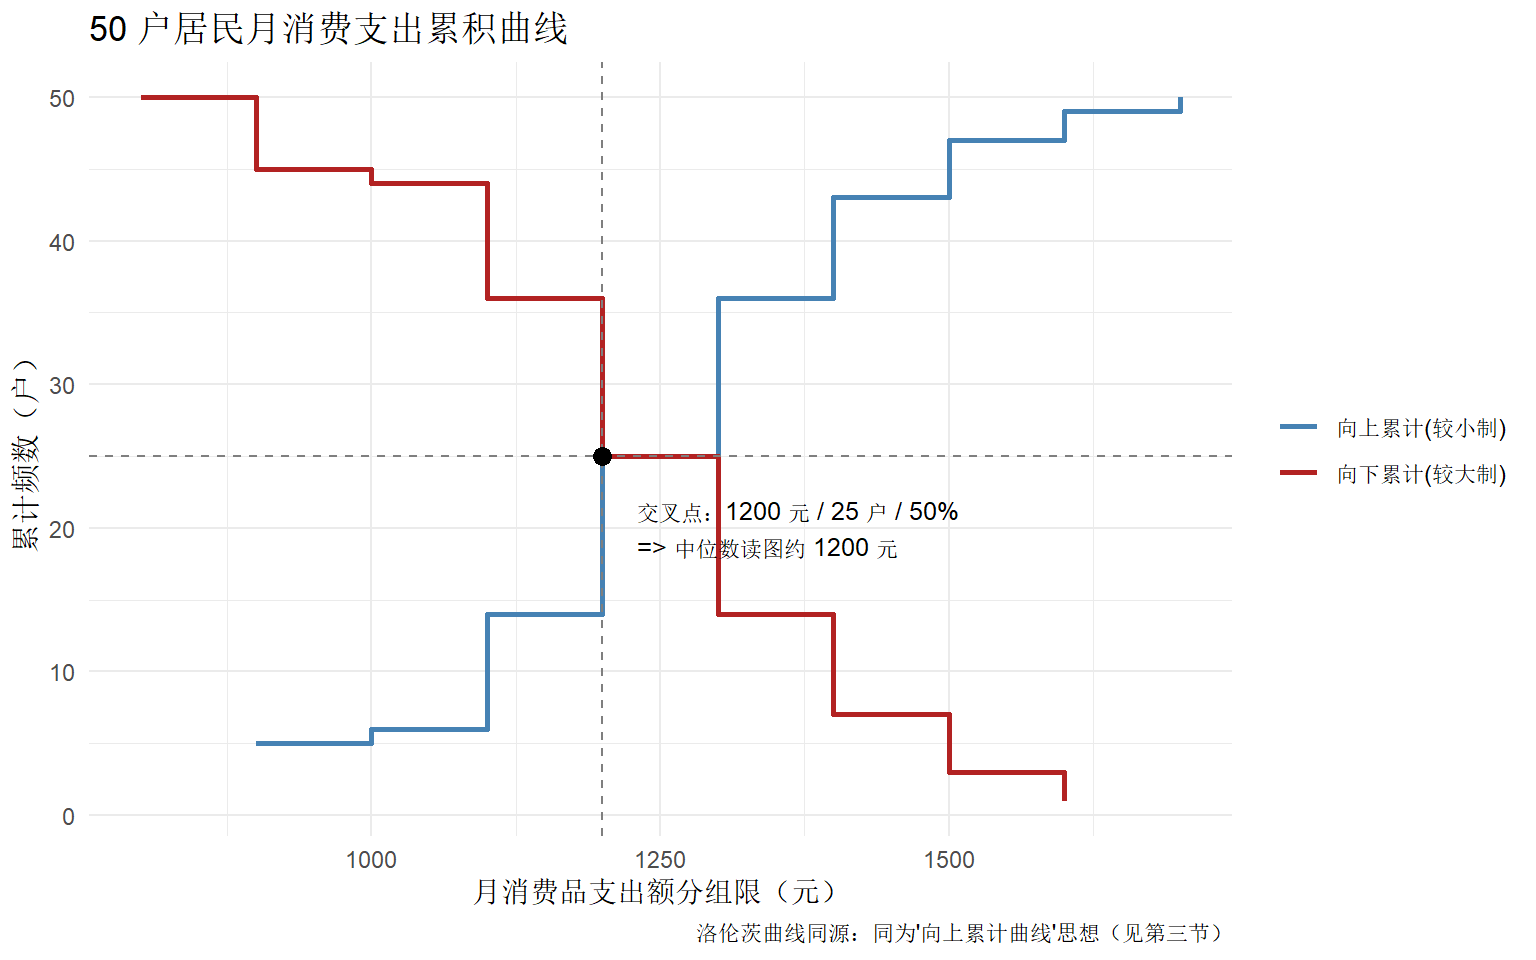 50 户居民月消费支出累积曲线
累计频数（户）
50
40
30
20
10
0
交叉点：1200 元 / 25 户 / 50%
=> 中位数读图约 1200 元
1000
1250
1500
月消费品支出额分组限（元）
向上累计(较小制)
向下累计(较大制)
洛伦茨曲线同源：同为'向上累计曲线'思想（见第三节）